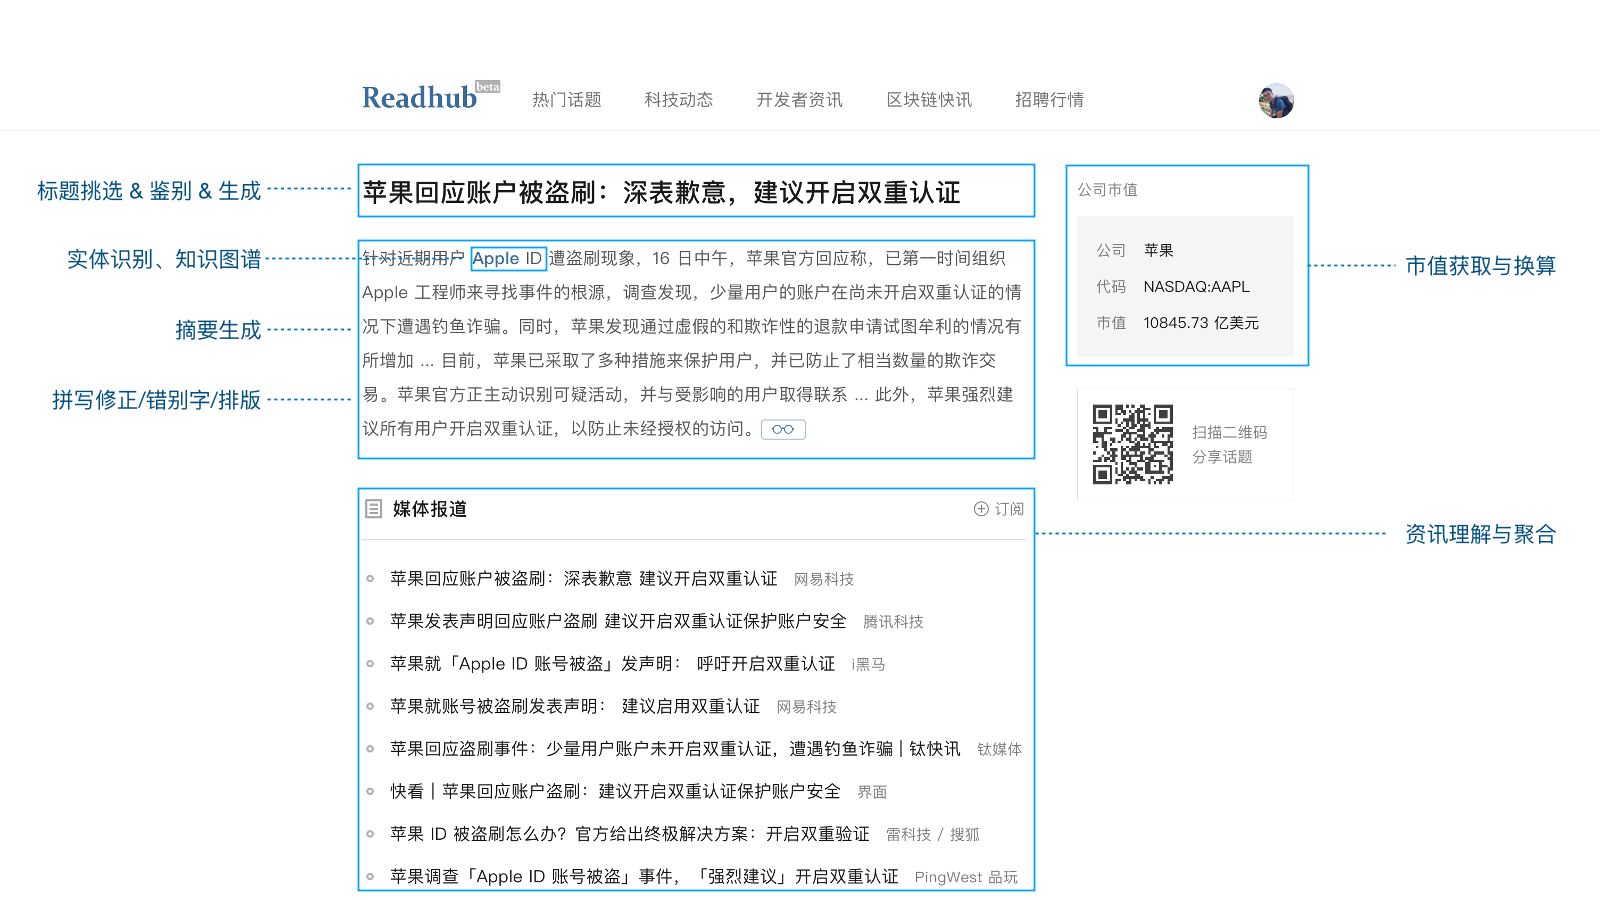 Readhub beta 热门话题 科技动态 开发者资讯 区块链快讯 招聘行情
标题挑选 & 鉴别 & 生成
苹果回应账户被盗刷：深表歉意，建议开启双重认证
实体识别、知识图谱
摘要生成
拼写修正/错别字/排版
针对近期用户 Apple ID 遭盗刷现象，16 日中午，苹果官方回应称，已第一时间组织
Apple 工程师来寻找事件的根源，调查发现，少量用户的账户在尚未开启双重认证的情
况下遭遇钓鱼诈骗。同时，苹果发现通过虚假的和欺诈性的退款申请试图牟利的情况有
所增加 ... 目前，苹果已采取了多种措施来保护用户，并已防止了相当数量的欺诈交
易。苹果官方正主动识别可疑活动，并与受影响的用户取得联系 ... 此外，苹果强烈建
议所有用户开启双重认证，以防止未经授权的访问。
公司市值
公司 苹果
代码 NASDAQ:AAPL
市值 10845.73 亿美元
市值获取与换算
扫描二维码
分享话题
媒体报道 订阅
资讯理解与聚合
苹果回应账户被盗刷：深表歉意 建议开启双重认证 网易科技
苹果发表声明回应账户盗刷 建议开启双重认证保护账户安全 腾讯科技
苹果就「Apple ID 账号被盗」发声明： 呼吁开启双重认证 i黑马
苹果就账号被盗刷发表声明： 建议启用双重认证 网易科技
苹果回应盗刷事件：少量用户账户未开启双重认证，遭遇钓鱼诈骗 | 钛快讯 钛媒体
快看 | 苹果回应账户盗刷：建议开启双重认证保护账户安全 界面
苹果 ID 被盗刷怎么办？官方给出终极解决方案：开启双重验证 雷科技 / 搜狐
苹果调查「Apple ID 账号被盗」事件，「强烈建议」开启双重认证 PingWest 品玩